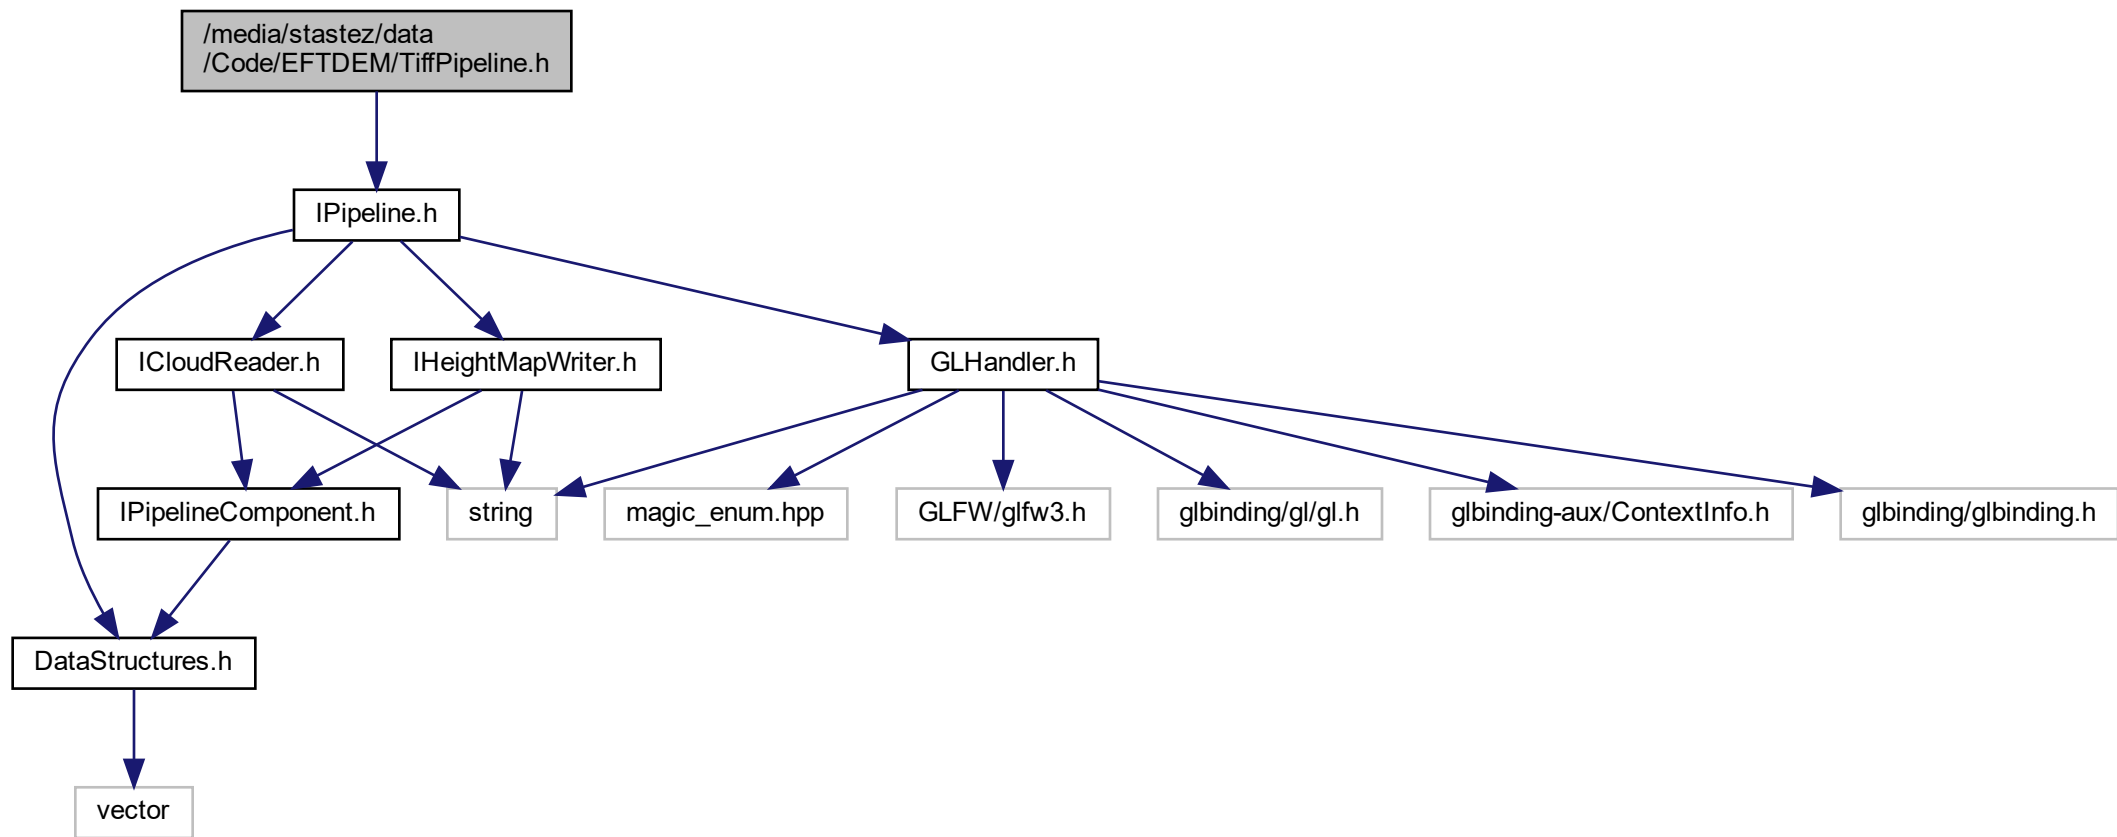 /media/stastez/data
/Code/EFTDEM/TiffPipeline.h
IPipeline.h
ICloudReader.h
IHeightMapWriter.h
GLHandler.h
IPipelineComponent.h
string
magic_enum.hpp
GLFW/glfw3.h
glbinding/gl/gl.h
glbinding-aux/ContextInfo.h
glbinding/glbinding.h
DataStructures.h
vector